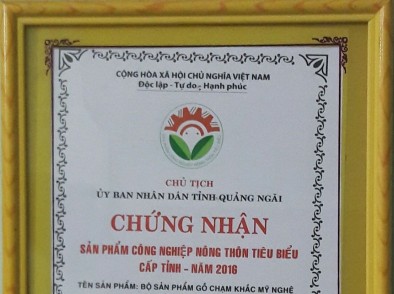 CỘNG HÒA XÃ HỘI CHỦ NGHĨA VIỆT NAM
Độc lập - Tự do - Hạnh phúc
CHỦ TỊCH
ỦY BAN NHÂN DÂN TỈNH QUẢNG NGÃI
CHỨNG NHẬN
SẢN PHẨM CÔNG NGHIỆP NÔNG THÔN TIÊU BIỂU
CẤP TỈNH - NĂM 2016
TÊN SẢN PHẨM: BỘ SẢN PHẨM GỖ CHẠM KHẮC MỸ NGHỆ